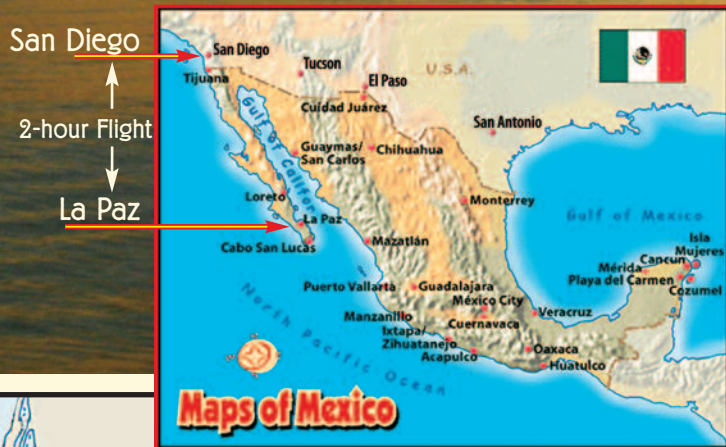 San Diego
2-hour Flight
La Paz
San Diego
Tijuana
Tucson
El Paso
U.S.A.
Cuídad Juárez
San Antonio
Gulf of Califor
Guaymas/
San Carlos
Chihuahua
Loreto
Monterrey
La Paz
Gulf of Mexico
Cabo San Lucas
Mazatlán
Isla
Mujeres
Cancun
Mérida
Playa del Carmen
Cozumel
Puerto Vallarta
Guadalajara
México City
Veracruz
Manzanillo
Cuernavaca
Ixtapa/
Zihuatanejo
Acapulco
Oaxaca
Huatulco
North Pacific Ocean
Maps of Mexico